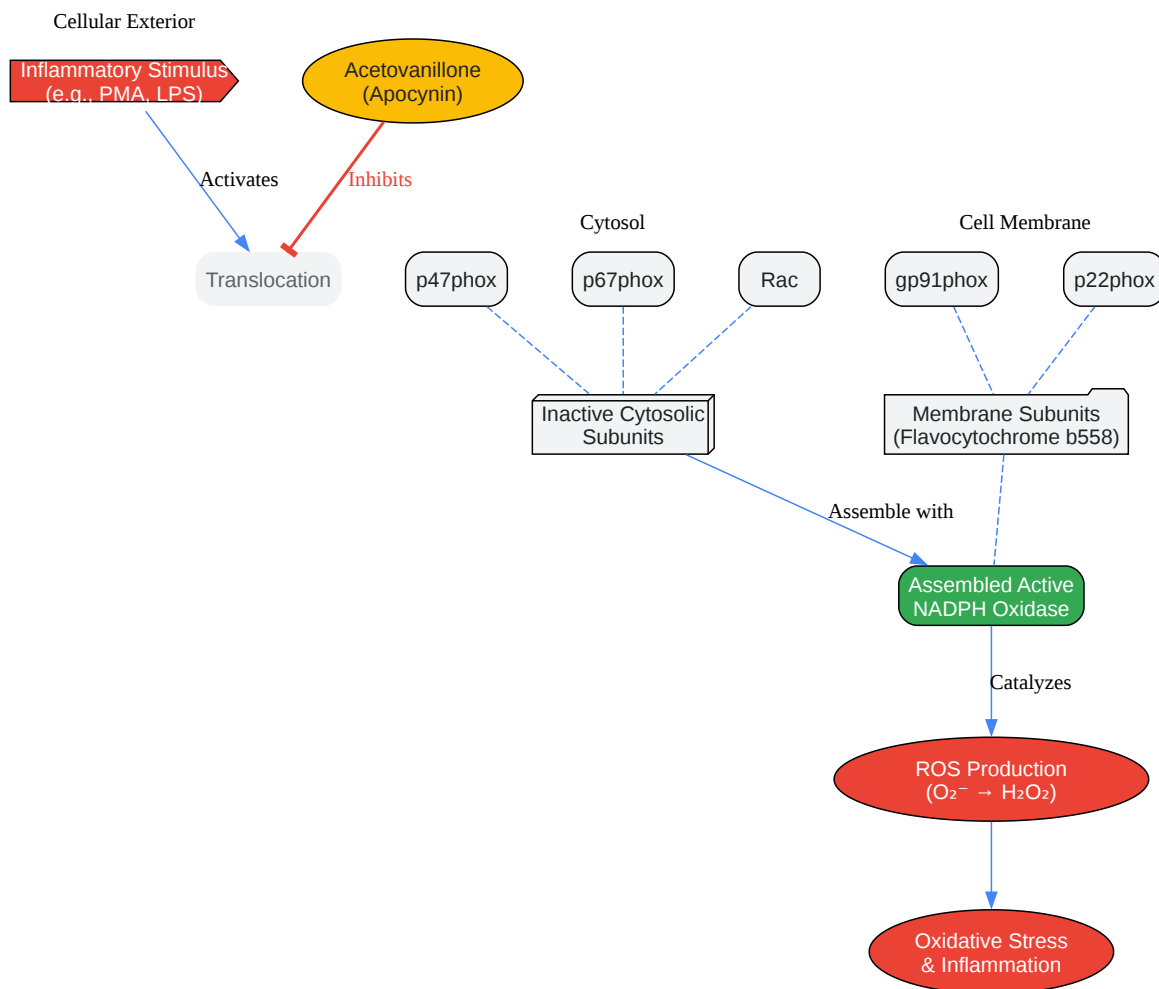 Cellular Exterior
Inflammatory Stimulus
(e.g., PMA, LPS)
Acetovanillone
(Apocynin)
Activates
Inhibits
Translocation
Cytosol
Cell Membrane
p47phox
p67phox
Rac
gp91phox
p22phox
Inactive Cytosolic
Subunits
Membrane Subunits
(Flavocytochrome b558)
Assemble with
Assembled Active
NADPH Oxidase
Catalyzes
ROS Production
(O₂⁻ → H₂O₂)
Oxidative Stress
& Inflammation